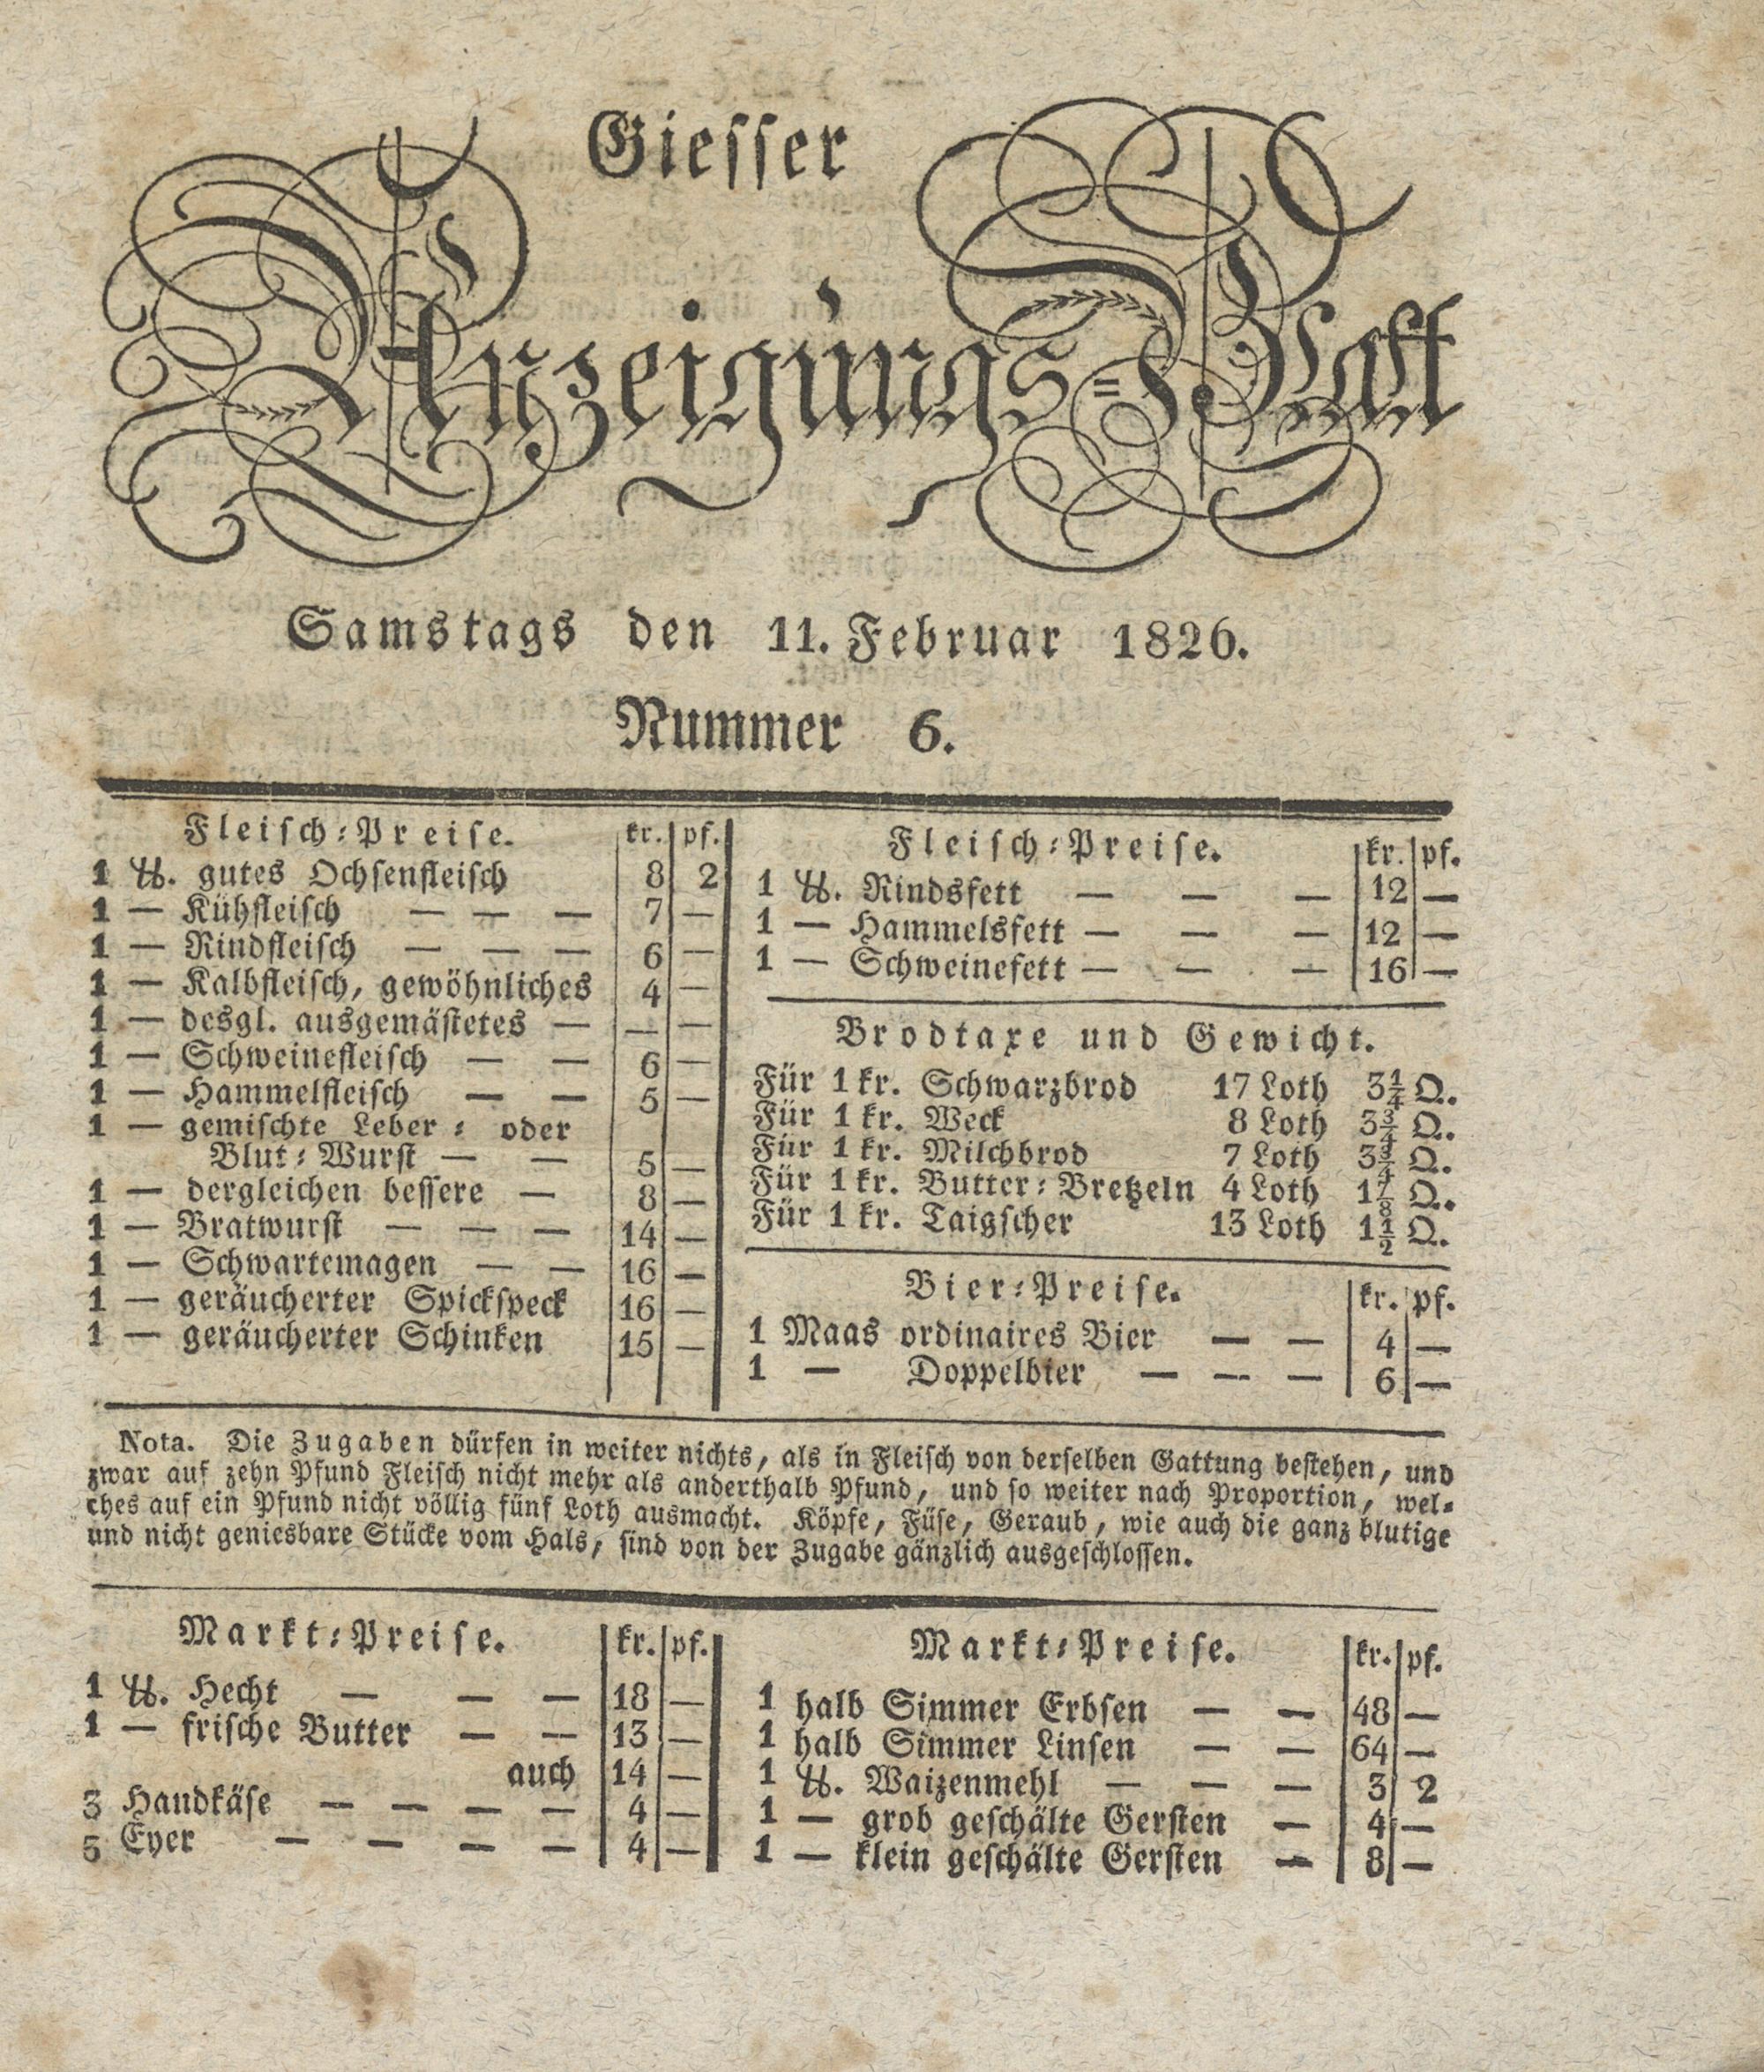 Giesser
Anzeigungs=Blatt
Samstags den 11. Februar 1826.
Nummer 6.
Fleisch-Preise. kr. pf.
1 ℔. gutes Ochsenfleisch 8 2
1 — Kühfleisch — — — 7 —
1 — Rindfleisch — — — 6 —
1 — Kalbfleisch, gewöhnliches 4 —
1 — desgl. ausgemästetes — — —
1 — Schweinefleisch — — 6 —
1 — Hammelfleisch — — 5 —
1 — gemischte Leber- oder
Blut-Wurst — — 5 —
1 — dergleichen bessere — 8 —
1 — Bratwurst — — — 14 —
1 — Schwartemagen — — 16 —
1 — geräucherter Spickspeck 16 —
1 — geräucherter Schinken 15 —
Fleisch-Preise. kr. pf.
1 ℔. Rindsfett — — — 12 —
1 — Hammelsfett — — — 12 —
1 — Schweinefett — — — 16 —
Brodtaxe und Gewicht.
Für 1 kr. Schwarzbrod 17 Loth 3¼ Q.
Für 1 kr. Weck 8 Loth 3¾ Q.
Für 1 kr. Milchbrod 7 Loth 3¾ Q.
Für 1 kr. Butter-Bretzeln 4 Loth 1⅞ Q.
Für 1 kr. Taigscher 13 Loth 1½ Q.
Bier-Preise. kr. pf.
1 Maas ordinaires Bier — — 4 —
1 — Doppelbier — — — 6 —
Nota. Die Zugaben dürfen in weiter nichts, als in Fleisch von derselben Gattung bestehen, und
zwar auf zehn Pfund Fleisch nicht mehr als anderthalb Pfund, und so weiter nach Proportion, wel-
ches auf ein Pfund nicht völlig fünf Loth ausmacht. Köpfe, Füse, Geraub, wie auch die ganz blutige
und nicht geniesbare Stücke vom Hals, sind von der Zugabe gänzlich ausgeschlossen.
Markt-Preise. kr. pf.
1 ℔. Hecht — — — 18 —
1 — frische Butter — — 13 —
auch 14 —
3 Handkäse — — — — 4 —
5 Eyer — — — — 4 —
Markt-Preise. kr. pf.
1 halb Simmer Erbsen — — 48 —
1 halb Simmer Linsen — — 64 —
1 ℔. Waizenmehl — — — 3 2
1 — grob geschälte Gersten — 4 —
1 — klein geschälte Gersten — 8 —